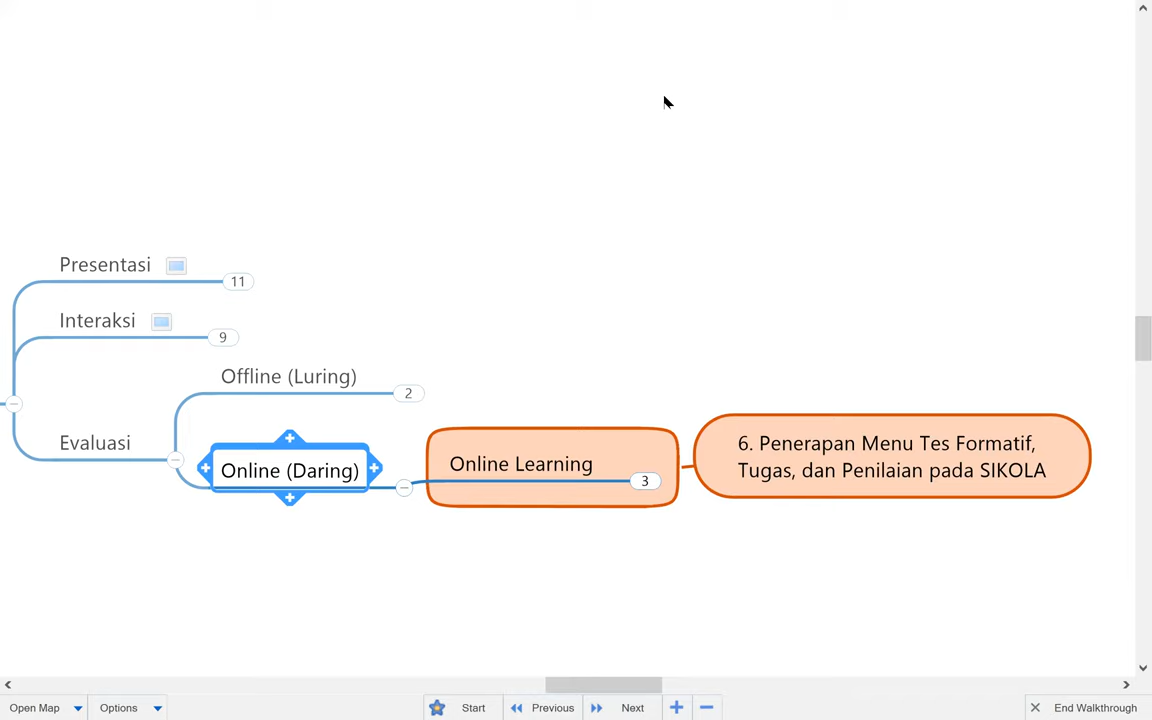 Presentasi
11
Interaksi
9
Offline (Luring)
2
Evaluasi
Online (Daring)
Online Learning
3
6. Penerapan Menu Tes Formatif,
Tugas, dan Penilaian pada SIKOLA
Open Map
Options
Start
Previous
Next
End Walkthrough